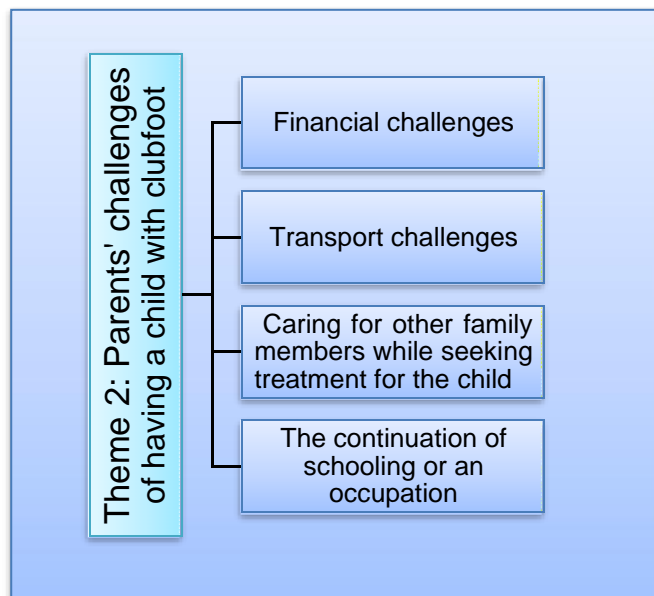 Theme 2: Parents' challenges
of having a child with clubfoot
Financial challenges
Transport challenges
Caring for other family
members while seeking
treatment for the child
The continuation of
schooling or an
occupation